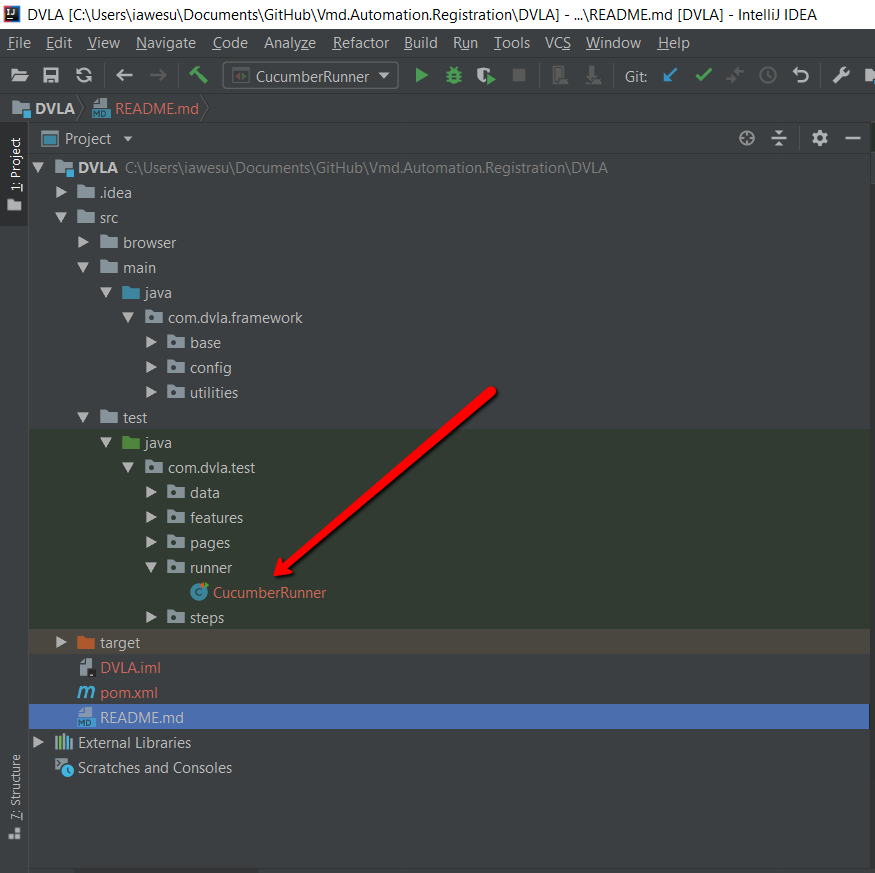 DVLA [C:\Users\iawesu\Documents\GitHub\Vmd.Automation.Registration\DVLA] - ...\README.md [DVLA] - IntelliJ IDEA
File Edit View Navigate Code Analyze Refactor Build Run Tools VCS Window Help
CucumberRunner Git:
DVLA README.md
1: Project
Project
DVLA C:\Users\iawesu\Documents\GitHub\Vmd.Automation.Registration\DVLA
.idea
src
browser
main
java
com.dvla.framework
base
config
utilities
test
java
com.dvla.test
data
features
pages
runner
CucumberRunner
steps
target
DVLA.iml
pom.xml
README.md
External Libraries
Scratches and Consoles
7: Structure